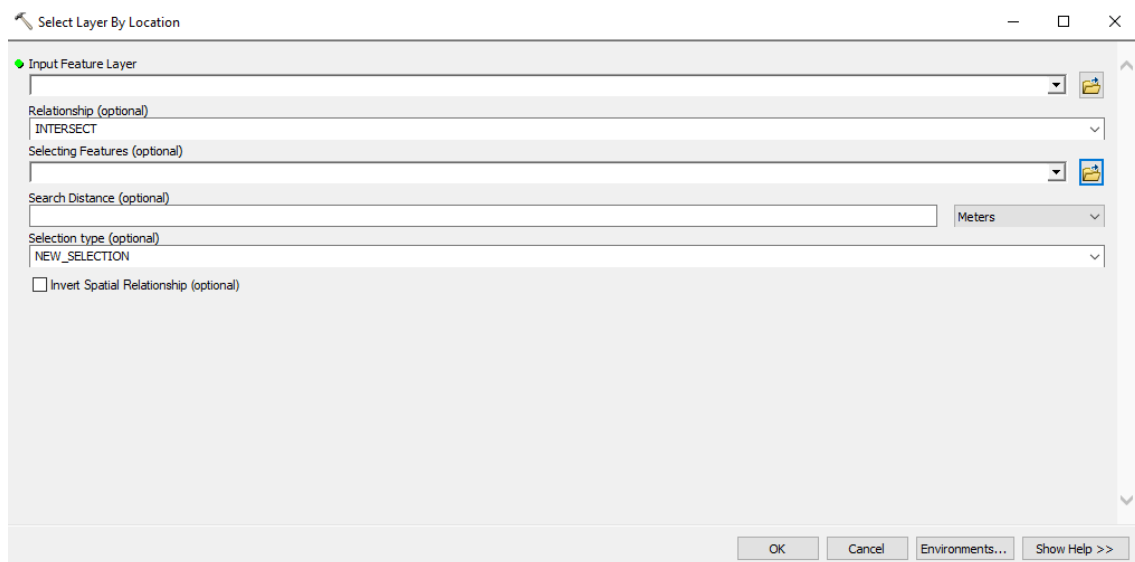 Select Layer By Location
Input Feature Layer
Relationship (optional)
INTERSECT
Selecting Features (optional)
Search Distance (optional)
Meters
Selection type (optional)
NEW_SELECTION
Invert Spatial Relationship (optional)
OK Cancel Environments... Show Help >>